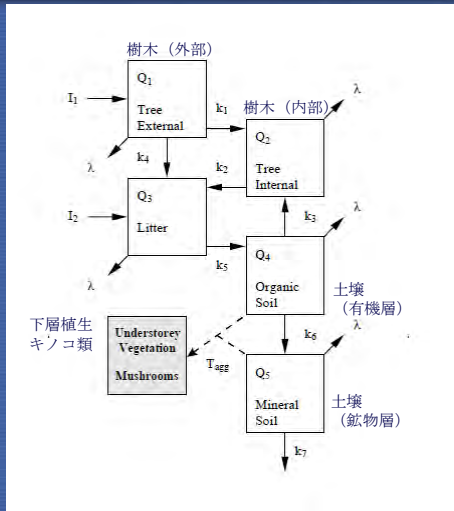 樹木（外部）
Q1
Tree
External
I1
k1
樹木（内部）
λ
Q2
Tree
Internal
λ
k4
k2
Q3
Litter
I2
k3
λ
k5
Q4
Organic
Soil
λ
土壌
（有機層）
下層植生
キノコ類
Understorey
Vegetation
Mushrooms
k6
λ
Tagg
Q5
Mineral
Soil
土壌
（鉱物層）
k7